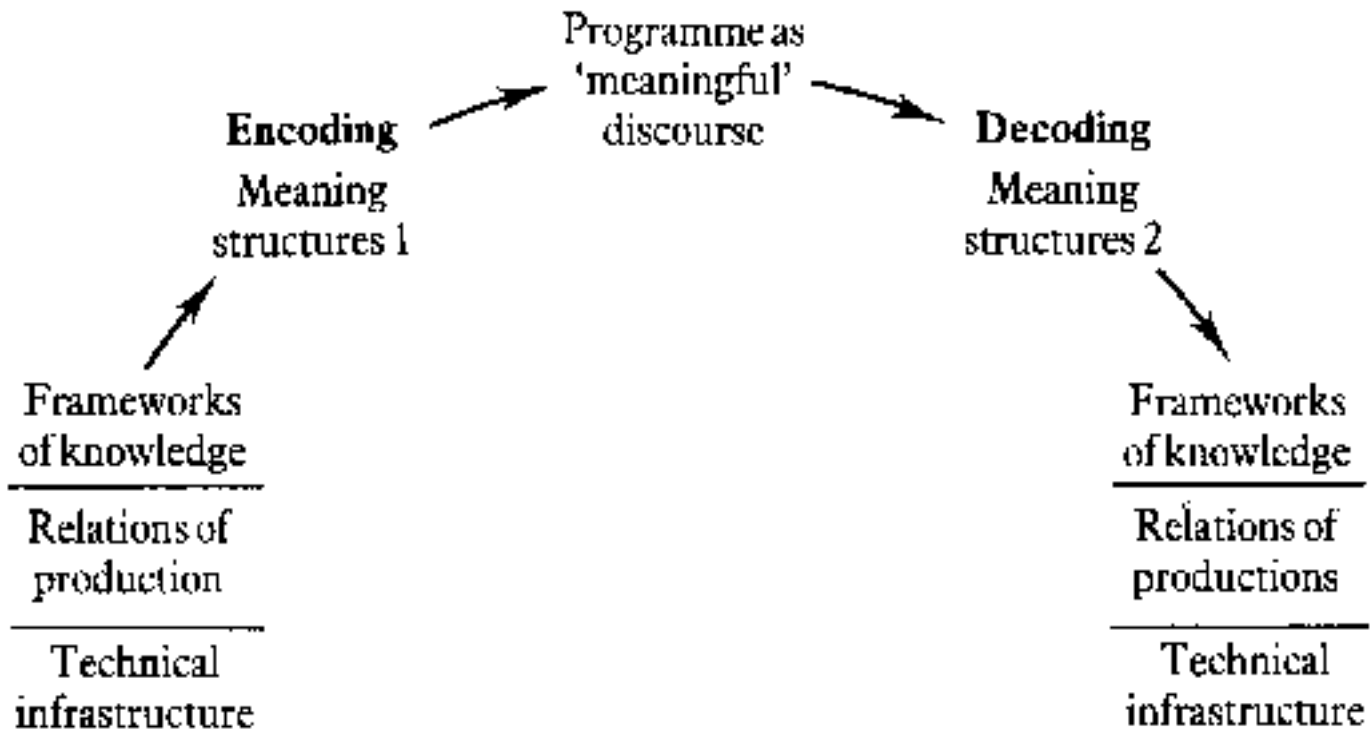 Programme as
‘meaningful’
discourse
Encoding
Meaning
structures 1
Decoding
Meaning
structures 2
Frameworks
of knowledge
Relations of
production
Technical
infrastructure
Frameworks
of knowledge
Relations of
productions
Technical
infrastructure